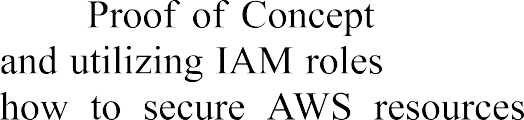 Proof of Concept
and utilizing IAM roles
how to secure AWS resources